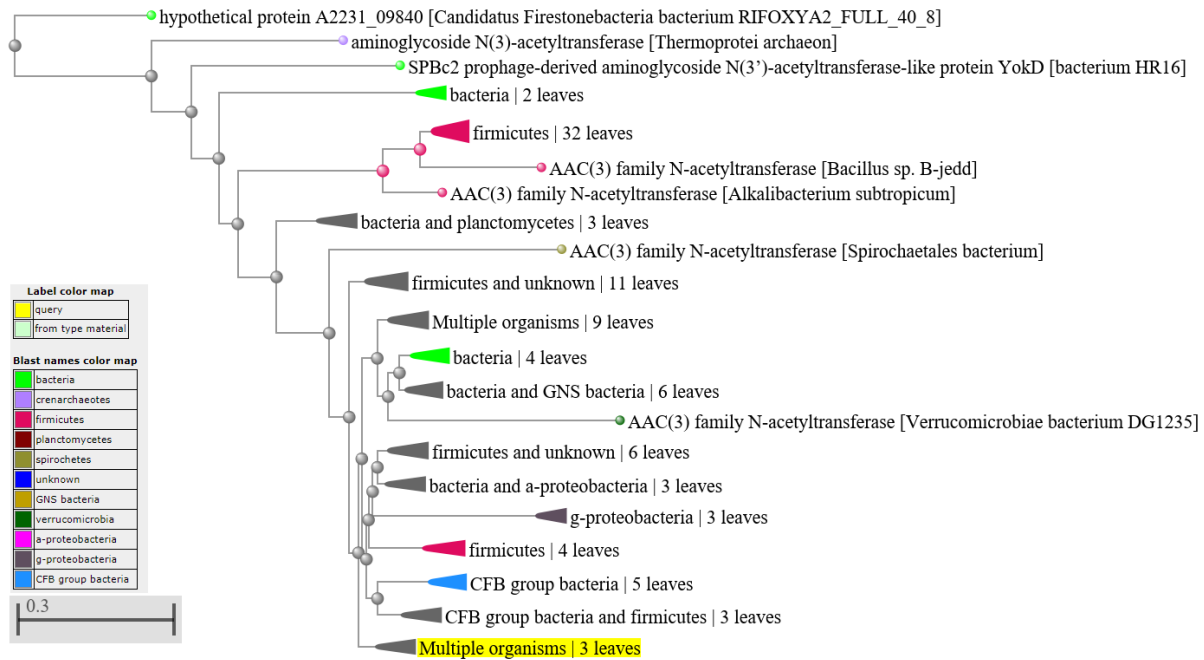 hypothetical protein A2231_09840 [Candidatus Firestonebacteria bacterium RIFOXYA2_FULL_40_8]
aminoglycoside N(3)-acetyltransferase [Thermoprotei archaeon]
SPBc2 prophage-derived aminoglycoside N(3')-acetyltransferase-like protein YokD [bacterium HR16]
bacteria | 2 leaves
firmicutes | 32 leaves
AAC(3) family N-acetyltransferase [Bacillus sp. B-jedd]
AAC(3) family N-acetyltransferase [Alkalibacterium subtropicum]
bacteria and planctomycetes | 3 leaves
AAC(3) family N-acetyltransferase [Spirochaetales bacterium]
firmicutes and unknown | 11 leaves
Multiple organisms | 9 leaves
bacteria | 4 leaves
bacteria and GNS bacteria | 6 leaves
AAC(3) family N-acetyltransferase [Verrucomicrobiae bacterium DG1235]
firmicutes and unknown | 6 leaves
bacteria and a-proteobacteria | 3 leaves
g-proteobacteria | 3 leaves
firmicutes | 4 leaves
CFB group bacteria | 5 leaves
CFB group bacteria and firmicutes | 3 leaves
Multiple organisms | 3 leaves
Label color map
query
from type material
Blast names color map
bacteria
crenarchaeotes
firmicutes
planctomycetes
spirochetes
unknown
GNS bacteria
verrucomicrobia
a-proteobacteria
g-proteobacteria
CFB group bacteria
0.3